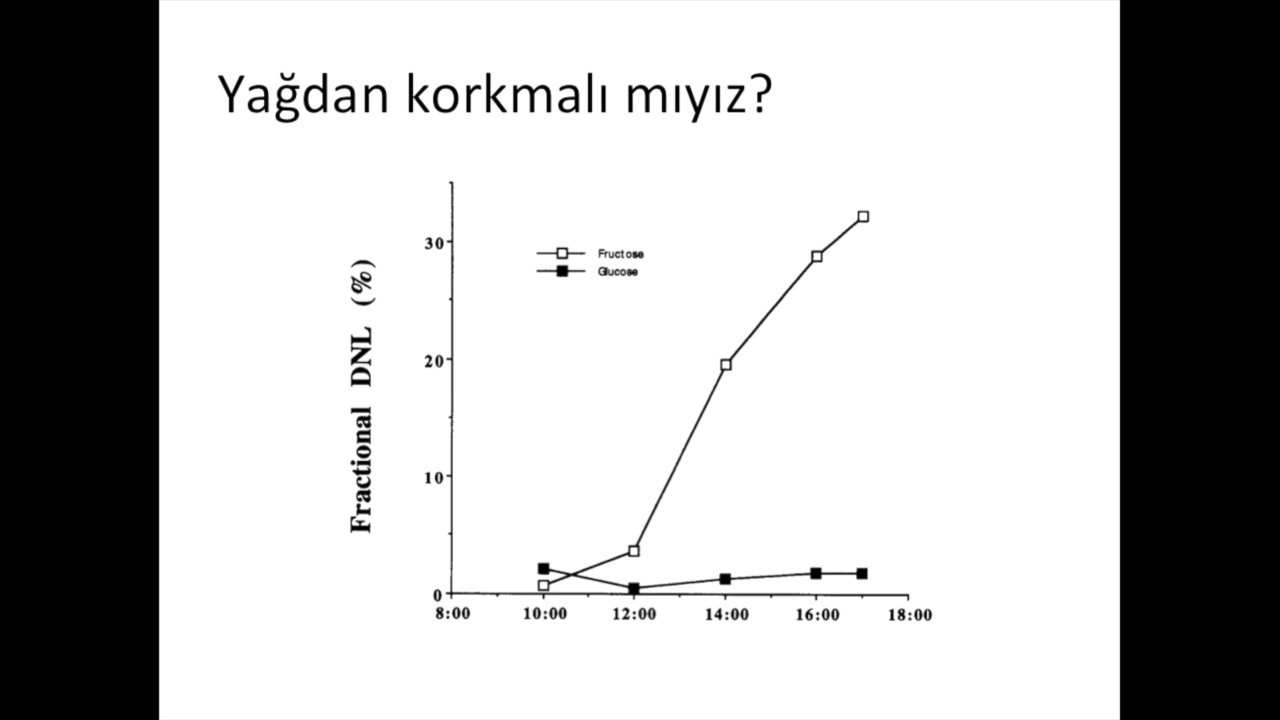 Yağdan korkmalı mıyız?
Fractional DNL (%)
30
20
10
0
Fructose
Glucose
8:00 10:00 12:00 14:00 16:00 18:00